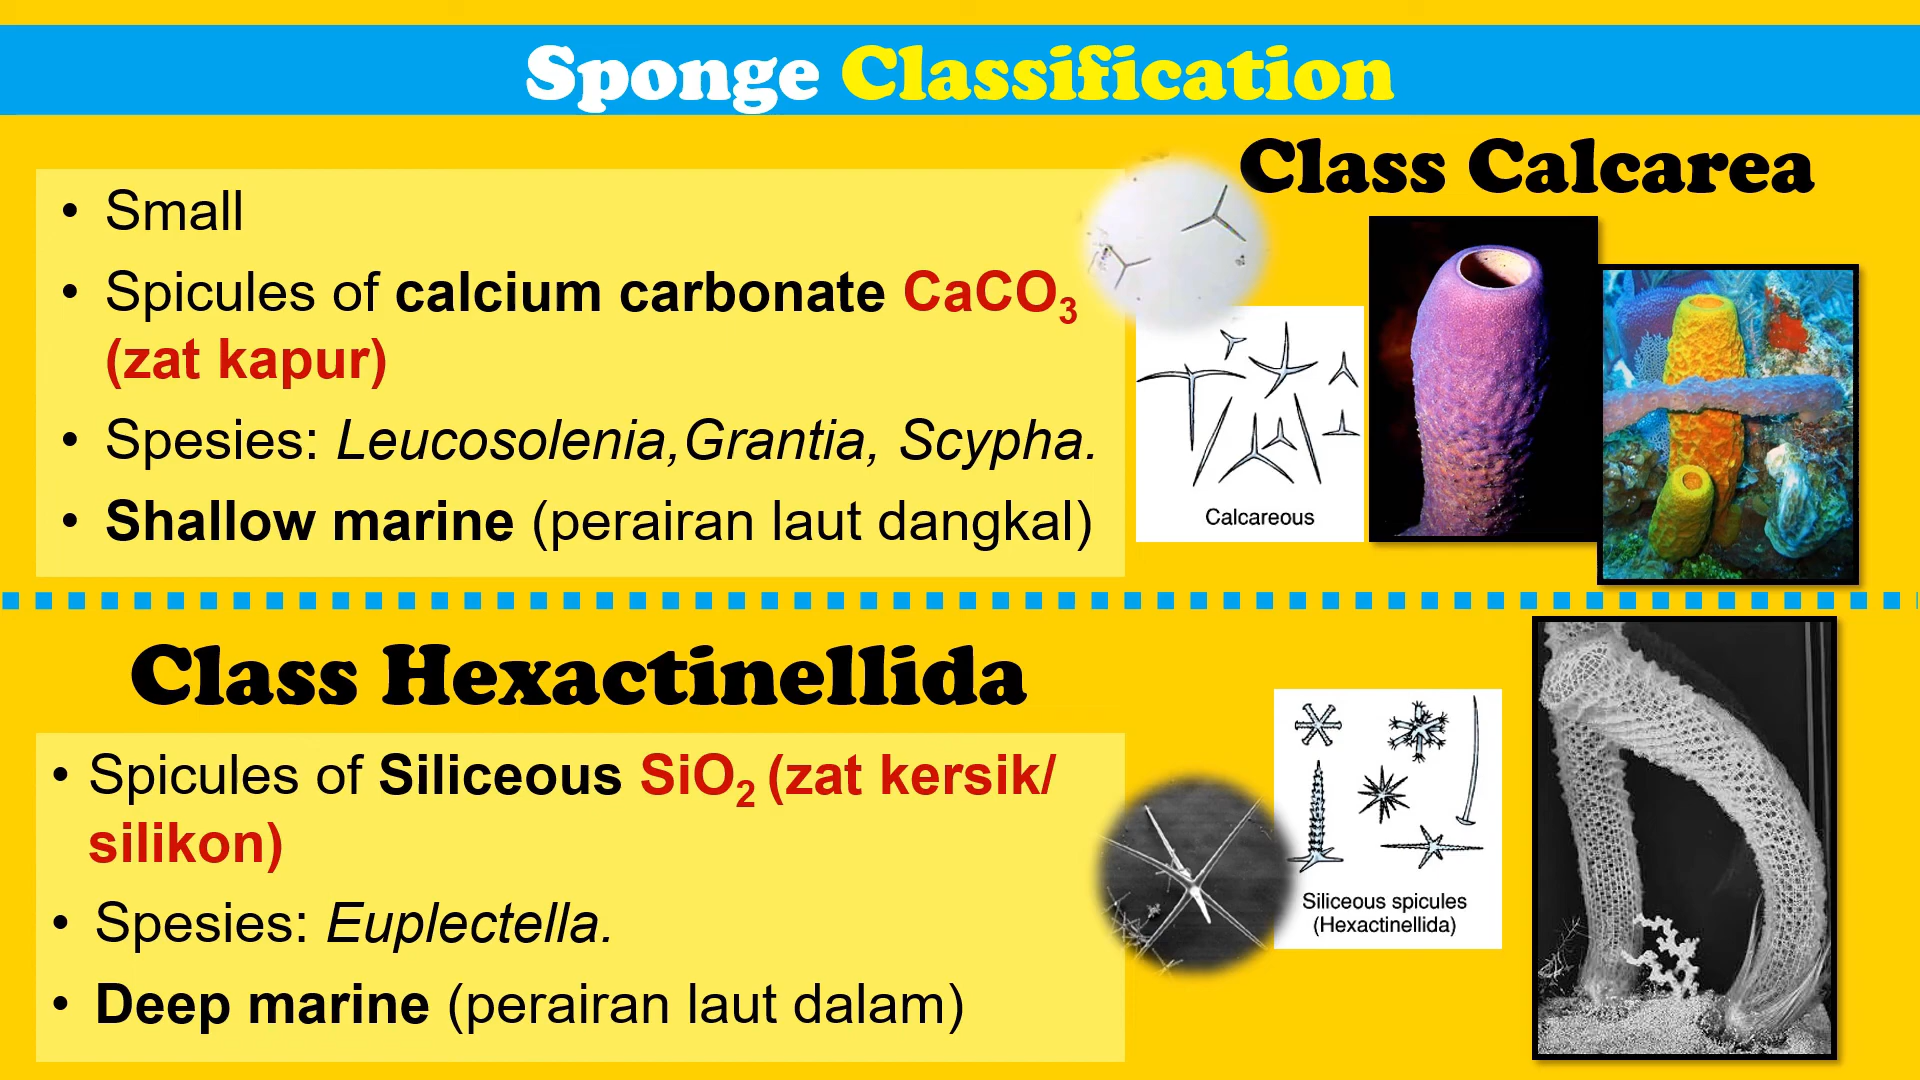 Sponge Classification
Class Calcarea
• Small
• Spicules of calcium carbonate CaCO₃
(zat kapur)
• Spesies: Leucosolenia,Grantia, Scypha.
• Shallow marine (perairan laut dangkal)
Calcareous
Class Hexactinellida
• Spicules of Siliceous SiO₂ (zat kersik/
silikon)
• Spesies: Euplectella.
• Deep marine (perairan laut dalam)
Siliceous spicules
(Hexactinellida)